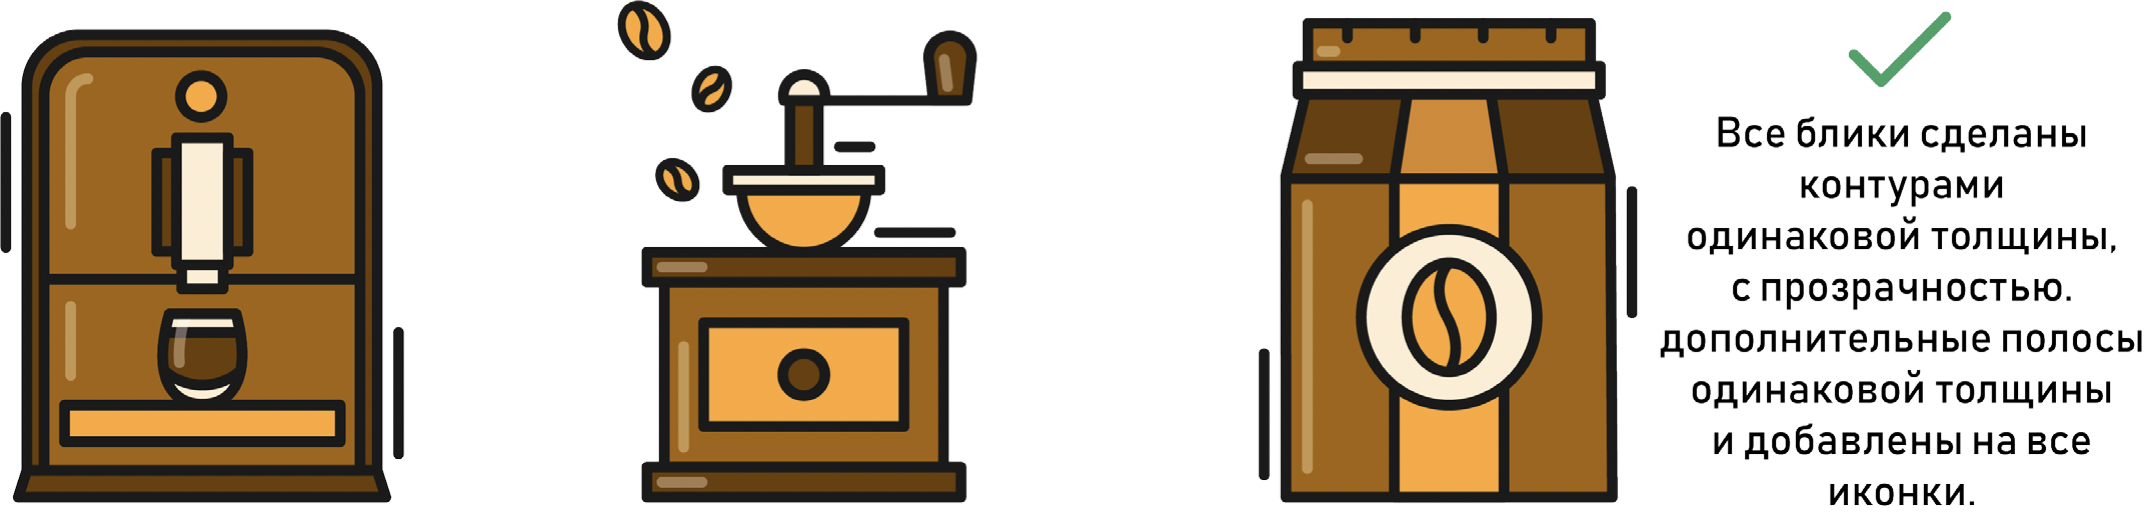 Все блики сделаны
контурами
одинаковой толщины,
с прозрачностью.
дополнительные полосы
одинаковой толщины
и добавлены на все
иконки.